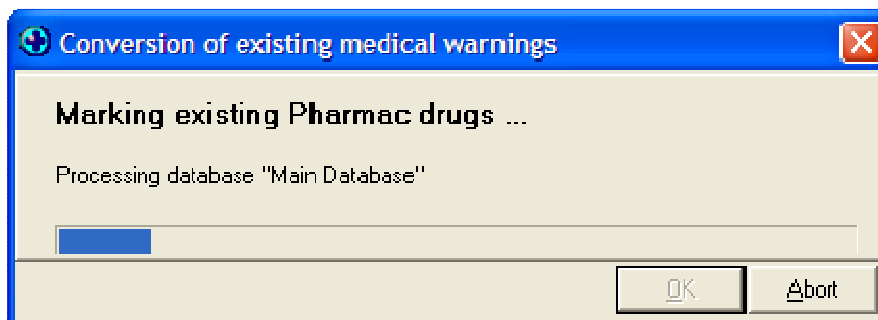 Conversion of existing medical warnings
Marking existing Pharmac drugs ...
Processing database "Main Database"
OK Abort